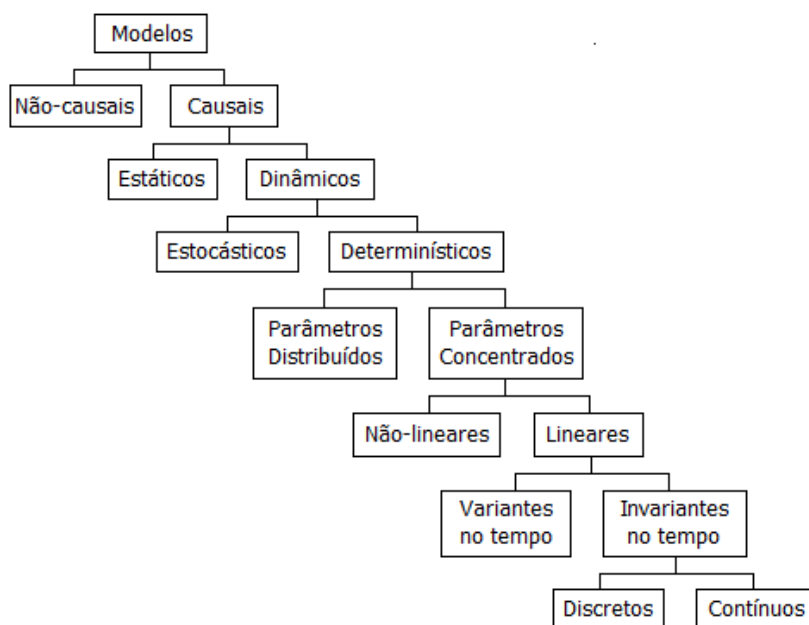 Modelos
Não-causais
Causais
Estáticos
Dinâmicos
Estocásticos
Determinísticos
Parâmetros
Distribuídos
Parâmetros
Concentrados
Não-lineares
Lineares
Variantes
no tempo
Invariantes
no tempo
Discretos
Contínuos